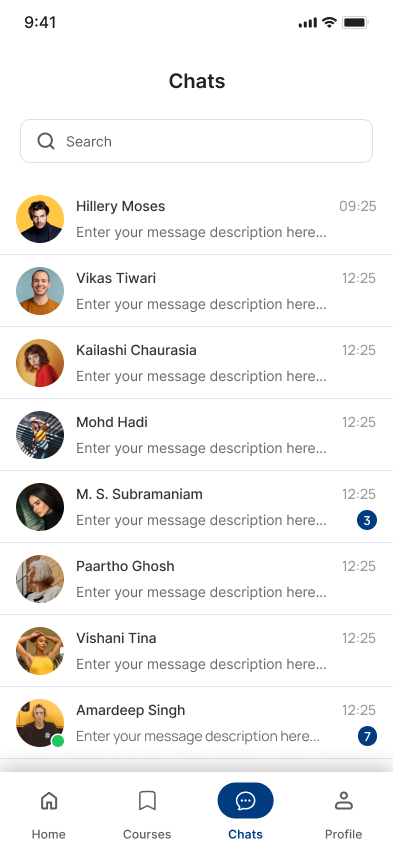 9:41
Chats
Search
Hillery Moses 09:25
Enter your message description here...
Vikas Tiwari 12:25
Enter your message description here...
Kailashi Chaurasia 12:25
Enter your message description here...
Mohd Hadi 12:25
Enter your message description here...
M. S. Subramaniam 12:25
Enter your message description here... 3
Paartho Ghosh 12:25
Enter your message description here...
Vishani Tina 12:25
Enter your message description here...
Amardeep Singh 12:25
Enter your message description here... 7
Home Courses Chats Profile